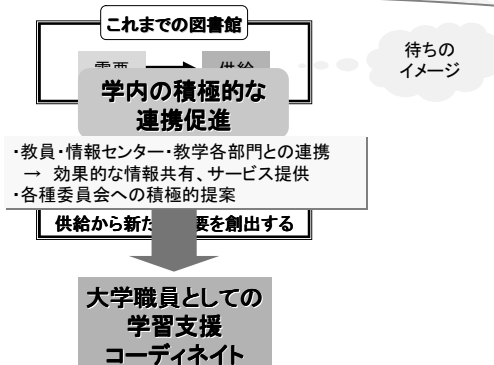 これまでの図書館
待ちの
イメージ
学内の積極的な
連携促進
・教員・情報センター・教学各部門との連携
→ 効果的な情報共有、サービス提供
・各種委員会への積極的提案
供給から新た 要を創出する
大学職員としての
学習支援
コーディネイト